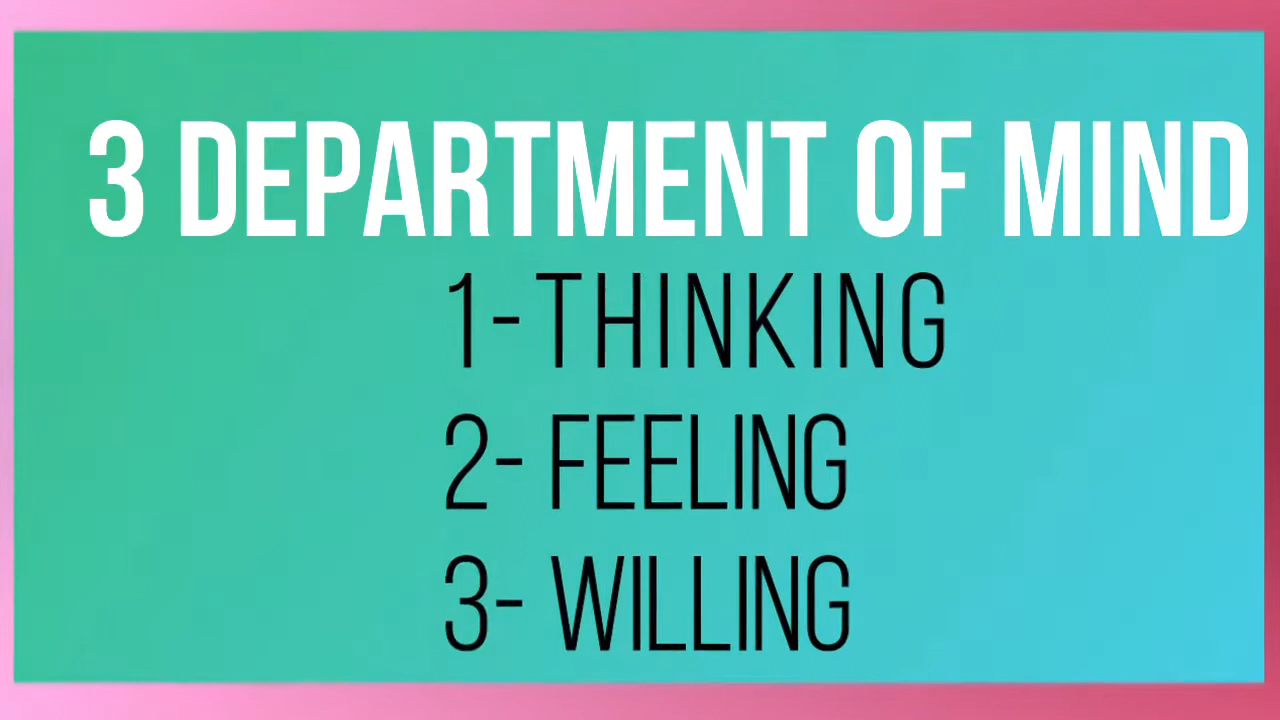 3 DEPARTMENT OF MIND
1- THINKING
2- FEELING
3- WILLING